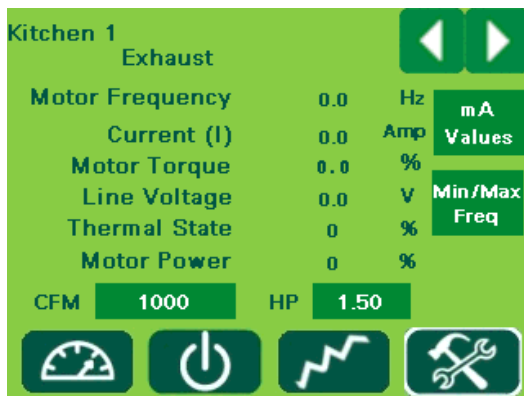 Kitchen 1
Exhaust
Motor Frequency 0.0 Hz
mA
Values
Current (I) 0.0 Amp
Motor Torque 0.0 %
Line Voltage 0.0 V
Min/Max
Freq
Thermal State 0 %
Motor Power 0 %
CFM 1000 HP 1.50